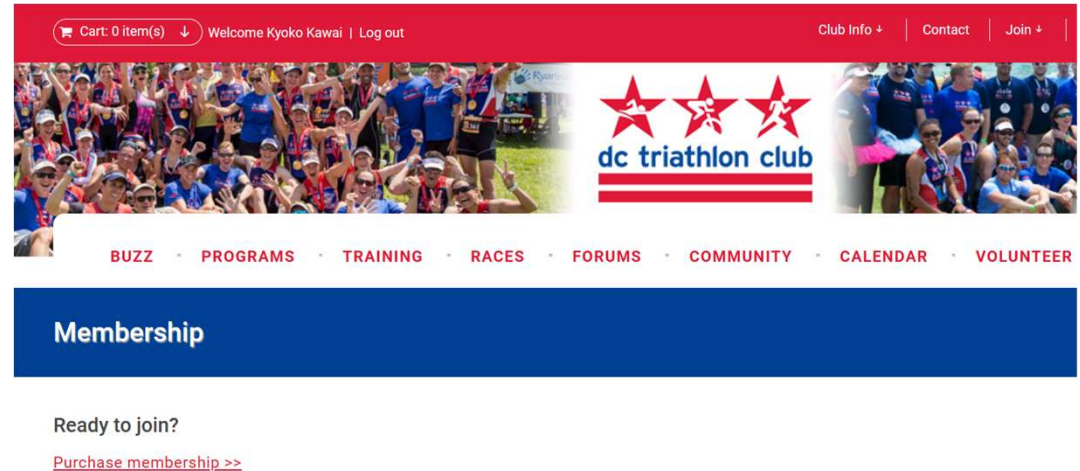 Cart: 0 item(s) ↓ Welcome Kyoko Kawai | Log out
Club Info ↓ | Contact | Join ↓ |
dc triathlon club
BUZZ PROGRAMS TRAINING RACES FORUMS COMMUNITY CALENDAR VOLUNTEER
Membership
Ready to join?
Purchase membership >>